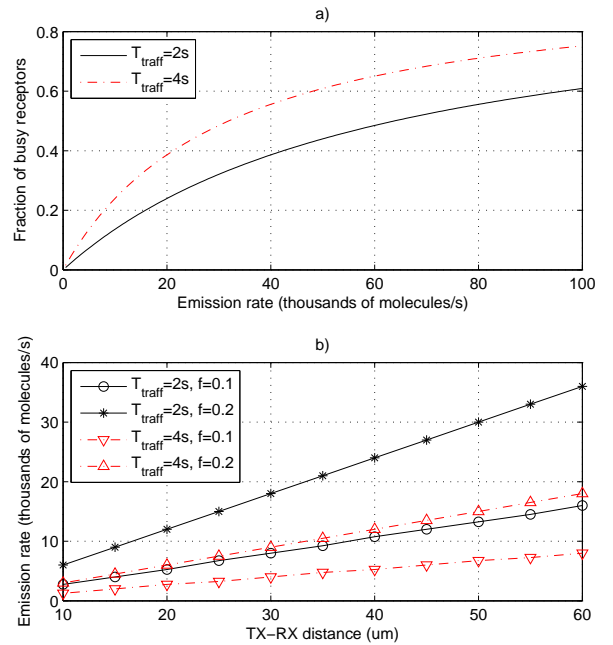 a)
0.8
0.6
0.4
0.2
0
Fraction of busy receptors
T_traff=2s
T_traff=4s
0 20 40 60 80 100
Emission rate (thousands of molecules/s)
b)
40
30
20
10
0
Emission rate (thousands of molecules/s)
T_traff=2s, f=0.1
T_traff=2s, f=0.2
T_traff=4s, f=0.1
T_traff=4s, f=0.2
10 20 30 40 50 60
TX-RX distance (um)